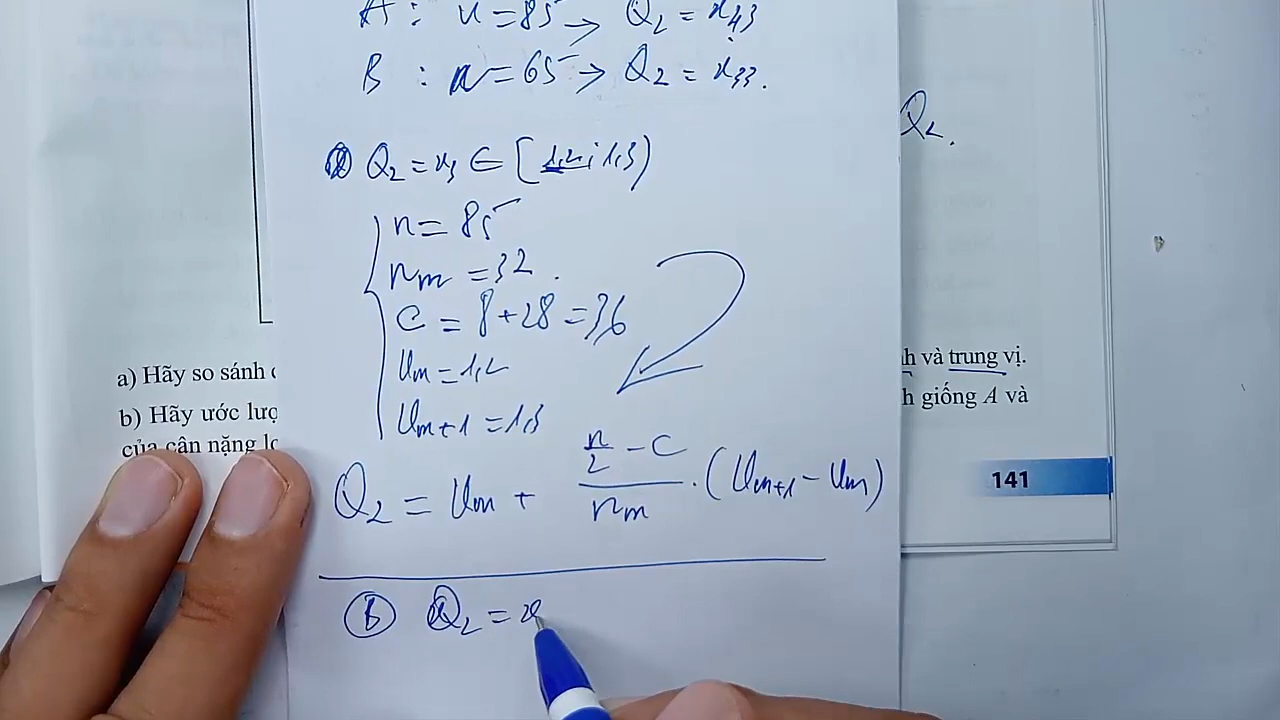 A : n = 85 → Q₂ = x₄₃
B : n = 65 → Q₂ = x₃₃.
Q₂.
Q₂ = x₃ ∈ [1,2 ; 1,3)
n = 85
nm = 32.
C = 8 + 28 = 36
Um = 1,2
Um+1 = 1,3
a) Hãy so sánh
h và trung vị.
b) Hãy ước lượ
h giống A và
của cân nặng
141
Q₂ = Um + (n/2 − C)/nm . (Um+1 − Um)
B Q₂ = x